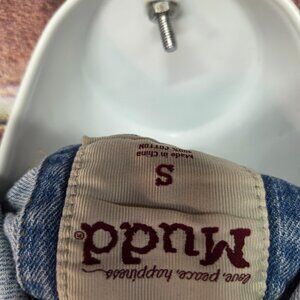 love, peace, happiness
Mudd®
S
100% COTTON
Made in China